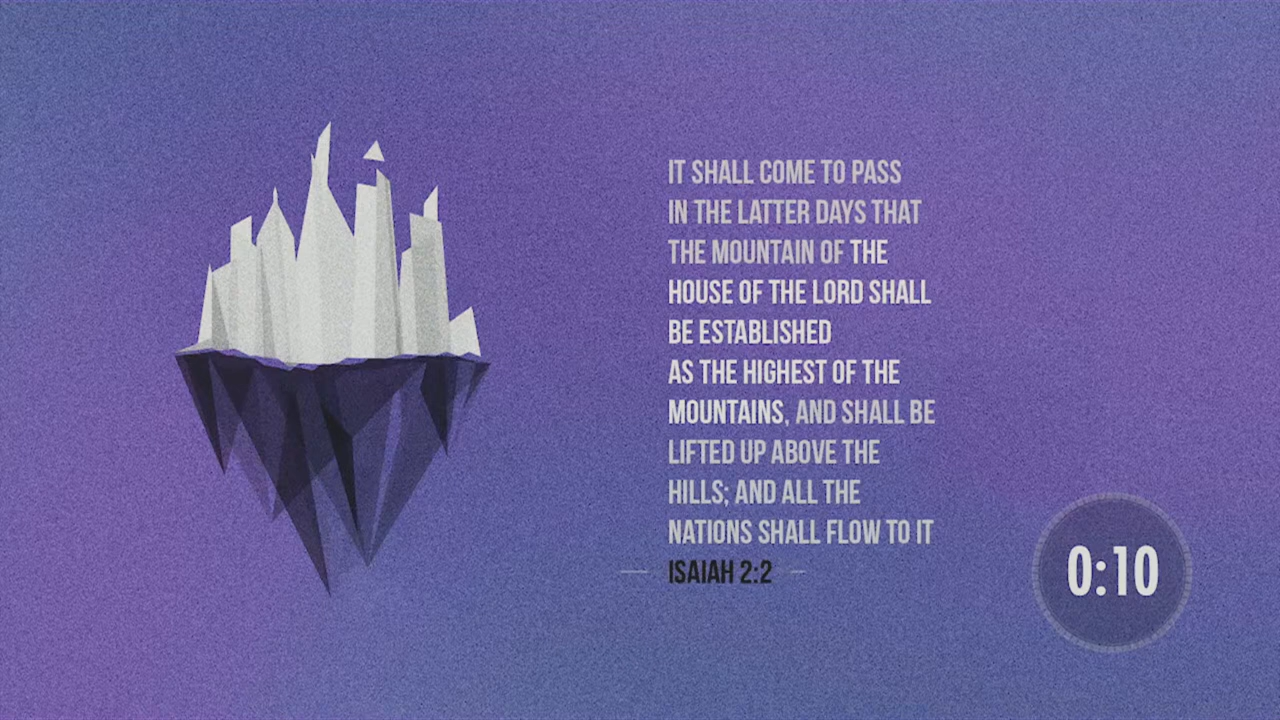 IT SHALL COME TO PASS
IN THE LATTER DAYS THAT
THE MOUNTAIN OF THE
HOUSE OF THE LORD SHALL
BE ESTABLISHED
AS THE HIGHEST OF THE
MOUNTAINS, AND SHALL BE
LIFTED UP ABOVE THE
HILLS; AND ALL THE
NATIONS SHALL FLOW TO IT
ISAIAH 2:2
0:10